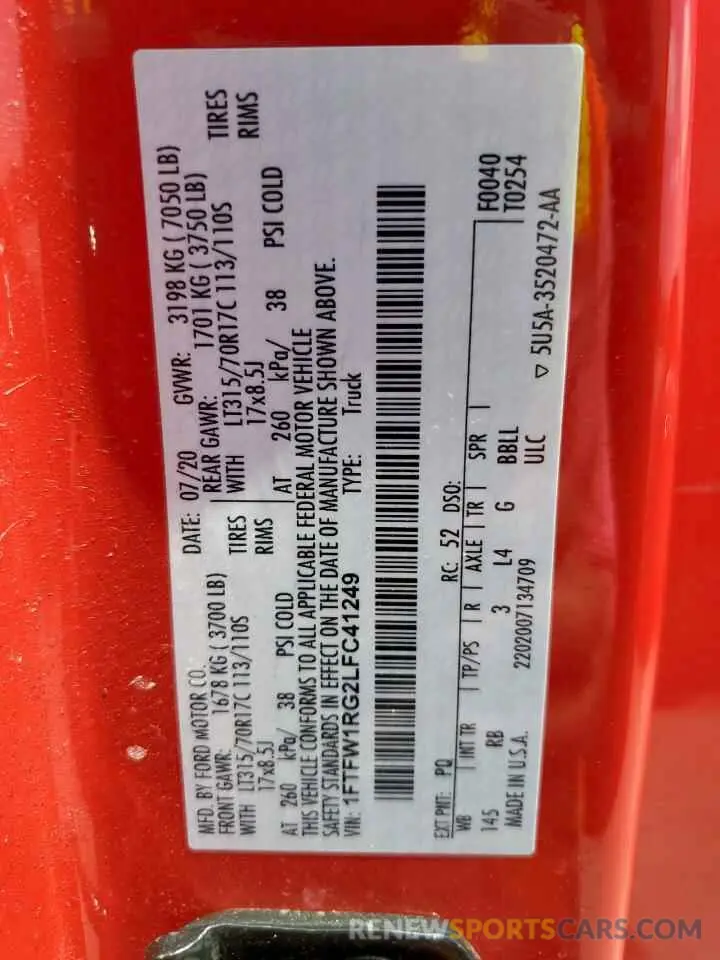 MFD. BY FORD MOTOR CO.
DATE: 07/20 GVWR: 3198 KG ( 7050 LB)
FRONT GAWR: 1678 KG ( 3700 LB) REAR GAWR: 1701 KG ( 3750 LB)
WITH LT315/70R17C 113/110S TIRES WITH LT315/70R17C 113/110S TIRES
17x8.5J RIMS 17x8.5J RIMS
AT 260 kPa/ 38 PSI COLD AT 260 kPa/ 38 PSI COLD
THIS VEHICLE CONFORMS TO ALL APPLICABLE FEDERAL MOTOR VEHICLE
SAFETY STANDARDS IN EFFECT ON THE DATE OF MANUFACTURE SHOWN ABOVE.
VIN: 1FTFW1RG2LFC41249 TYPE: Truck
EXT PNT: PQ RC: 52 DSO:
WB INT TR TP/PS R AXLE TR SPR F0040
145 RB 3 L4 G BBLL T0254
MADE IN U.S.A. 2202007134709 ULC
▽ 5U5A-3520472-AA
RENEWSPORTSCARS.COM